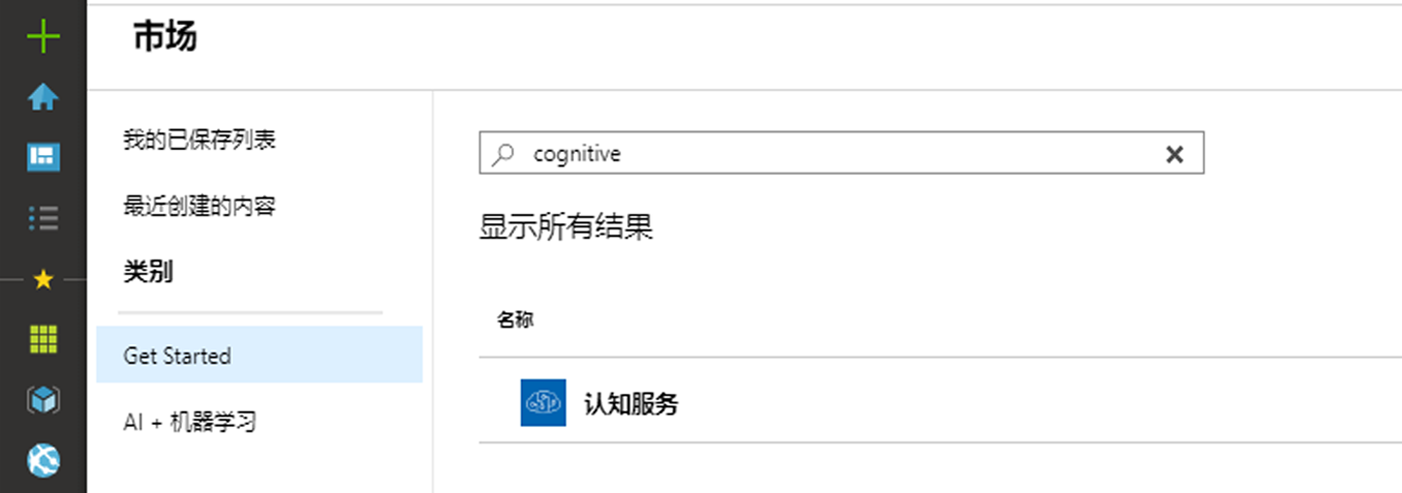 市场
我的已保存列表
最近创建的内容
类别
Get Started
AI + 机器学习
cognitive
显示所有结果
名称
认知服务